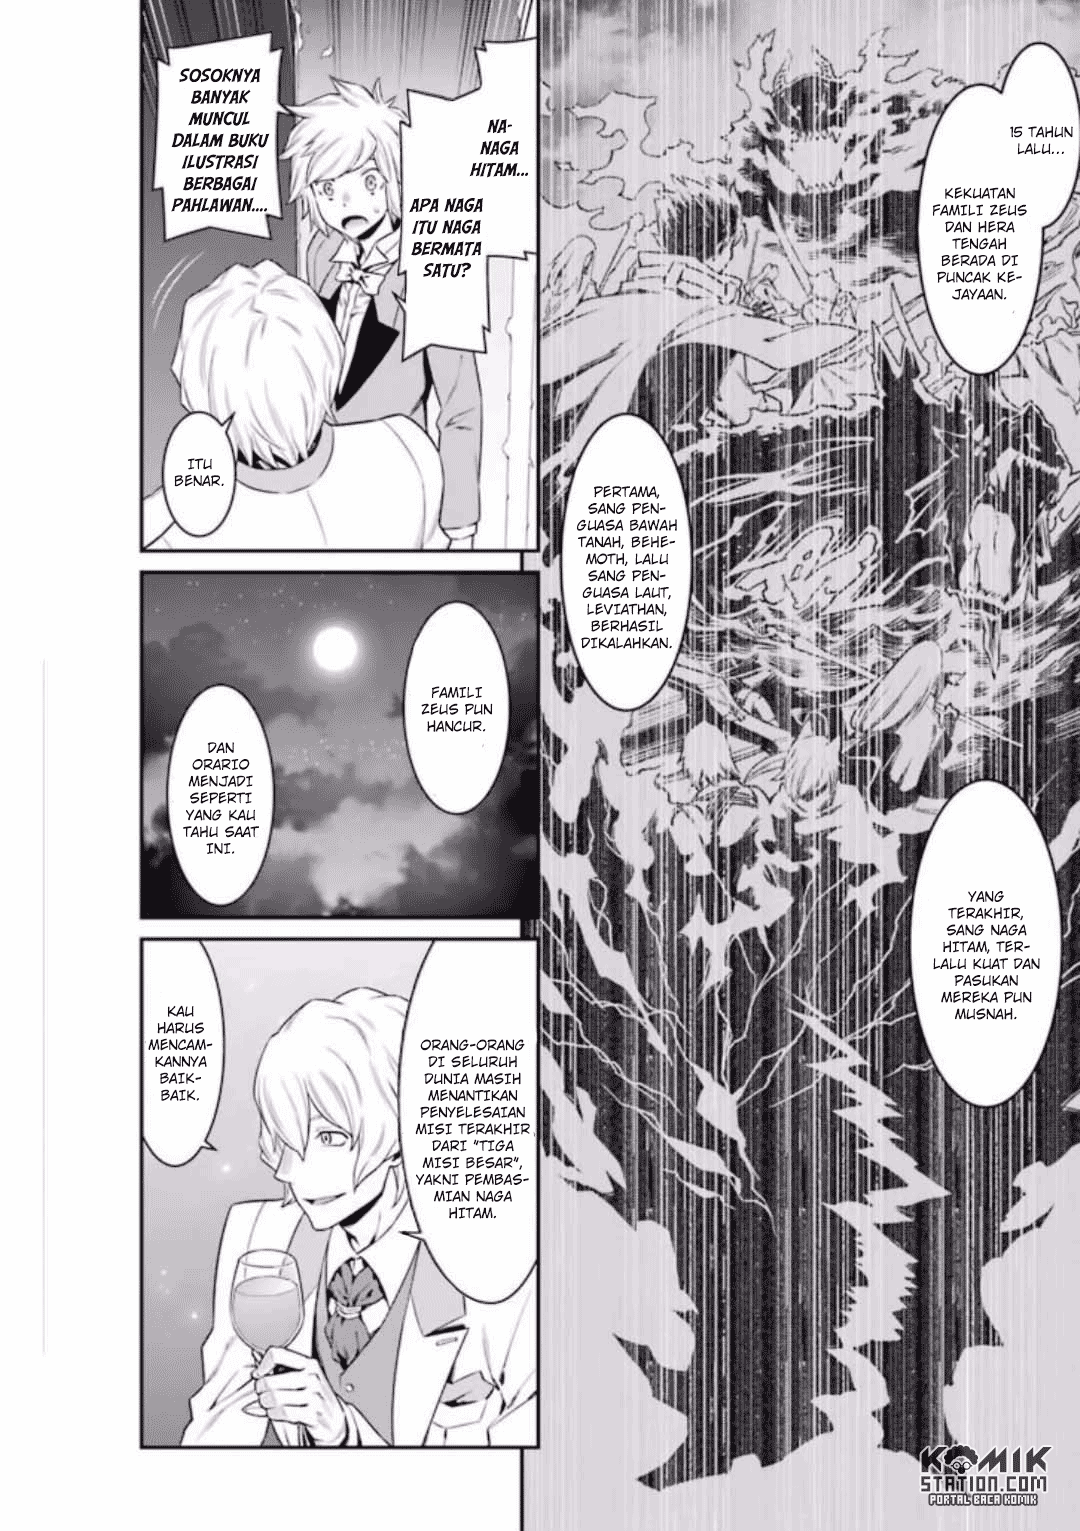 15 TAHUN
LALU...
KEKUATAN
FAMILI ZEUS
DAN HERA
TENGAH
BERADA DI
PUNCAK KE-
JAYAAN.
PERTAMA,
SANG PEN-
GUASA BAWAH
TANAH, BEHE-
MOTH, LALU
SANG PEN-
GUASA LAUT,
LEVIATHAN,
BERHASIL
DIKALAHKAN.
YANG
TERAKHIR,
SANG NAGA
HITAM, TER-
LALU KUAT DAN
PASUKAN
MEREKA PUN
MUSNAH.
NA-
NAGA
HITAM...
APA NAGA
ITU NAGA
BERMATA
SATU?
SOSOKNYA
BANYAK
MUNCUL
DALAM BUKU
ILUSTRASI
BERBAGAI
PAHLAWAN....
ITU
BENAR.
FAMILI
ZEUS PUN
HANCUR.
DAN
ORARIO
MENJADI
SEPERTI
YANG KAU
TAHU SAAT
INI.
ORANG-ORANG
DI SELURUH
DUNIA MASIH
MENANTIKAN
PENYELESAIAN
MISI TERAKHIR
DARI "TIGA
MISI BESAR",
YAKNI PEMBAS-
MIAN NAGA
HITAM.
KAU
HARUS
MENCAM-
KANNYA
BAIK-
BAIK.
KOMIK
STATION.COM
PORTAL BACA KOMIK